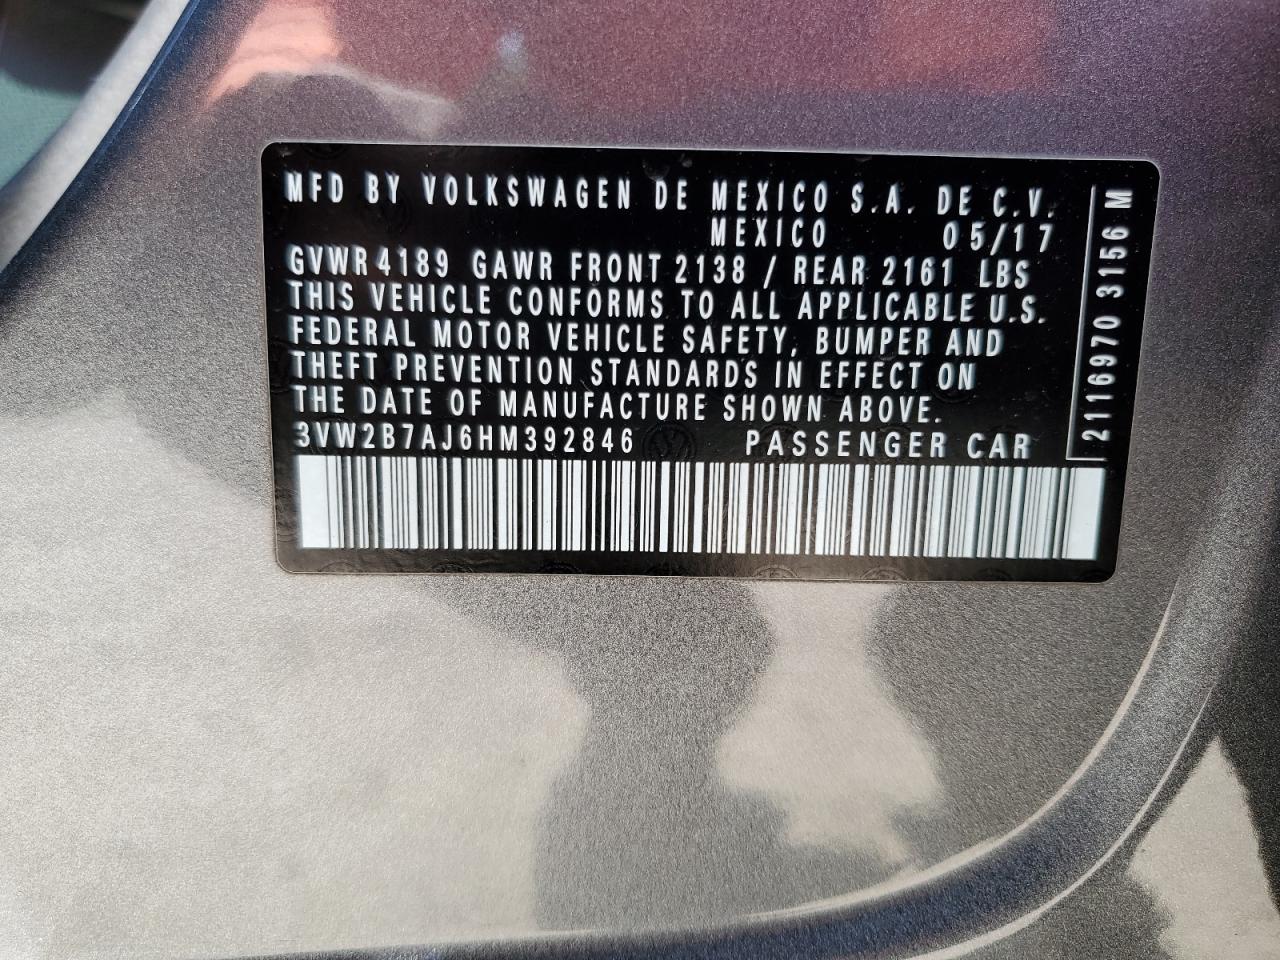 MFD BY VOLKSWAGEN DE MEXICO S.A. DE C.V.
MEXICO 05/17
GVWR 4189 GAWR FRONT 2138 / REAR 2161 LBS
THIS VEHICLE CONFORMS TO ALL APPLICABLE U.S.
FEDERAL MOTOR VEHICLE SAFETY, BUMPER AND
THEFT PREVENTION STANDARDS IN EFFECT ON
THE DATE OF MANUFACTURE SHOWN ABOVE.
3VW2B7AJ6HM392846 PASSENGER CAR
2116970 3156 M